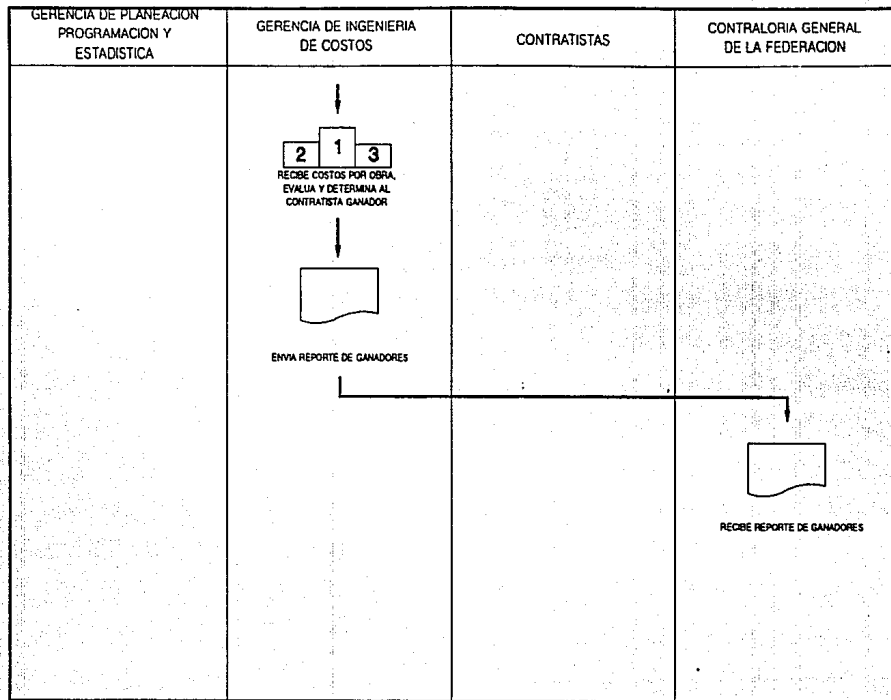 GERENCIA DE PLANEACION
PROGRAMACION Y
ESTADISTICA
GERENCIA DE INGENIERIA
DE COSTOS
CONTRATISTAS
CONTRALORIA GENERAL
DE LA FEDERACION
2 1 3
RECIBE COSTOS POR OBRA,
EVALUA Y DETERMINA AL
CONTRATISTA GANADOR
ENVIA REPORTE DE GANADORES
RECIBE REPORTE DE GANADORES